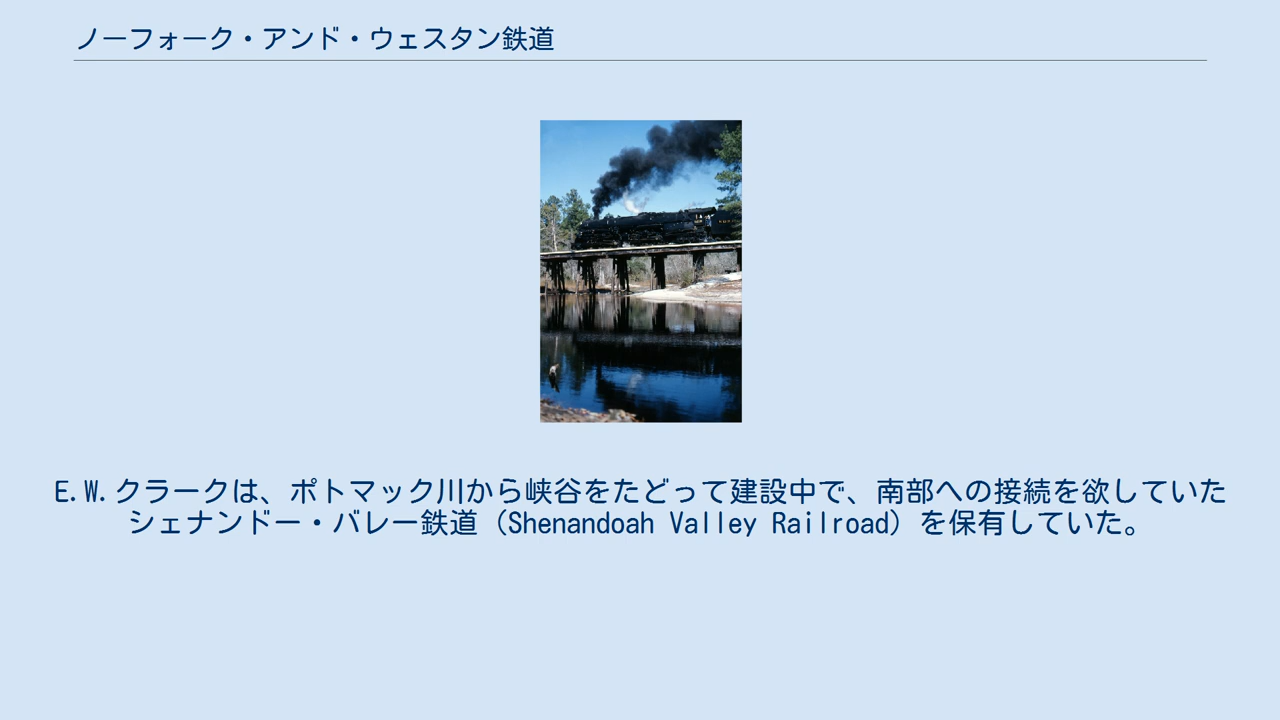 ノーフォーク・アンド・ウェスタン鉄道
E.W.クラークは、ポトマック川から峡谷をたどって建設中で、南部への接続を欲していた
シェナンドー・バレー鉄道（Shenandoah Valley Railroad）を保有していた。